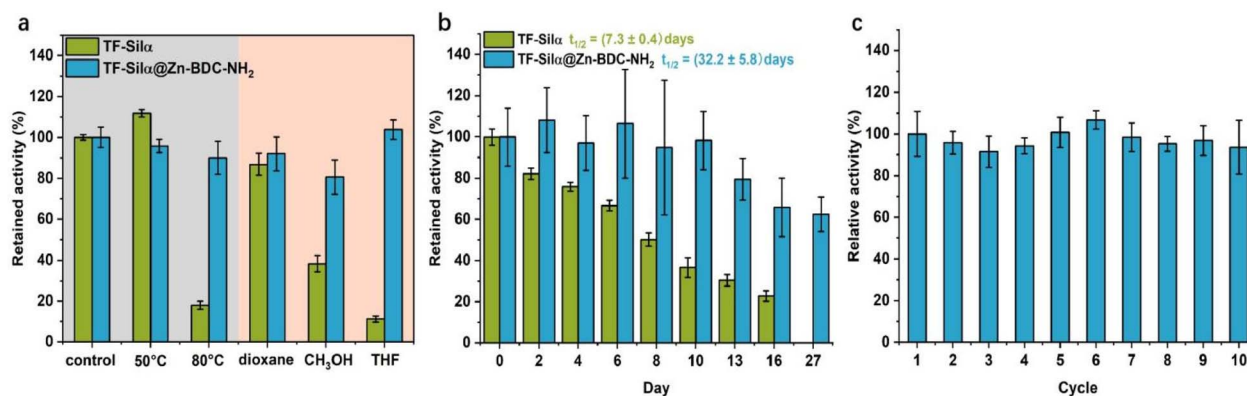 a
TF-Silα
TF-Silα@Zn-BDC-NH₂
Retained activity (%)
140
120
100
80
60
40
20
0
control 50°C 80°C dioxane CH₃OH THF
b
TF-Silα t₁/₂ = (7.3 ± 0.4)days
TF-Silα@Zn-BDC-NH₂ t₁/₂ = (32.2 ± 5.8)days
Retained activity (%)
140
120
100
80
60
40
20
0
0 2 4 6 8 10 13 16 27
Day
c
Relative activity (%)
140
120
100
80
60
40
20
0
1 2 3 4 5 6 7 8 9 10
Cycle